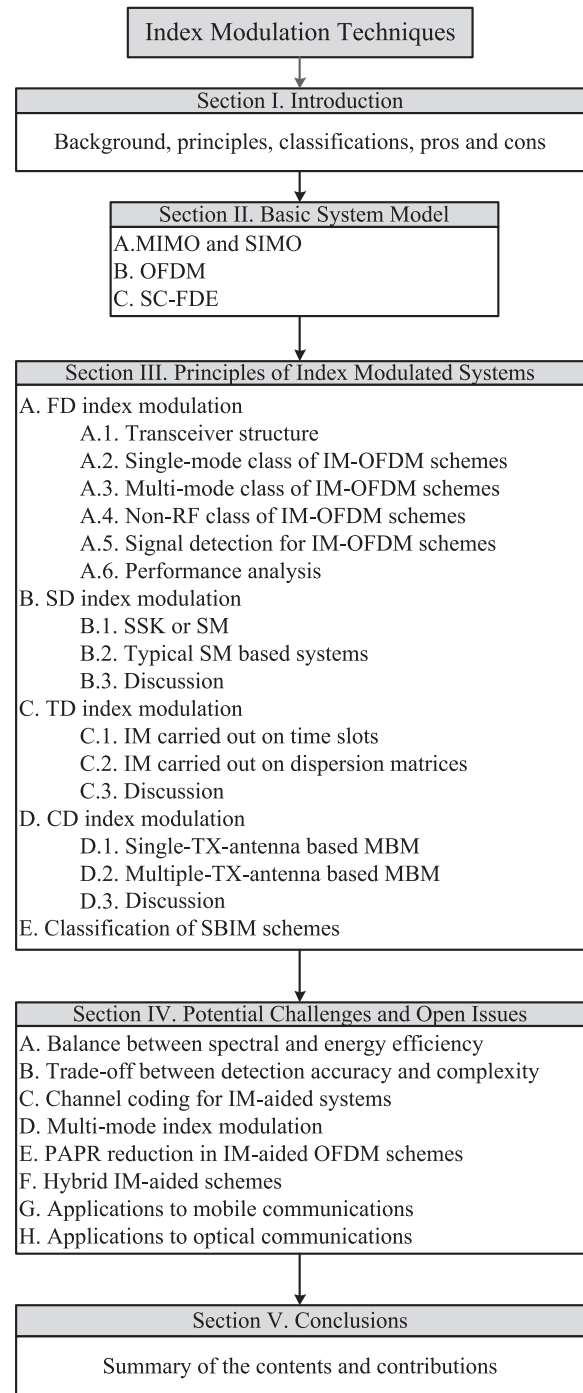 Index Modulation Techniques
Section I. Introduction
Background, principles, classifications, pros and cons
Section II. Basic System Model
A.MIMO and SIMO
B. OFDM
C. SC-FDE
Section III. Principles of Index Modulated Systems
A. FD index modulation
A.1. Transceiver structure
A.2. Single-mode class of IM-OFDM schemes
A.3. Multi-mode class of IM-OFDM schemes
A.4. Non-RF class of IM-OFDM schemes
A.5. Signal detection for IM-OFDM schemes
A.6. Performance analysis
B. SD index modulation
B.1. SSK or SM
B.2. Typical SM based systems
B.3. Discussion
C. TD index modulation
C.1. IM carried out on time slots
C.2. IM carried out on dispersion matrices
C.3. Discussion
D. CD index modulation
D.1. Single-TX-antenna based MBM
D.2. Multiple-TX-antenna based MBM
D.3. Discussion
E. Classification of SBIM schemes
Section IV. Potential Challenges and Open Issues
A. Balance between spectral and energy efficiency
B. Trade-off between detection accuracy and complexity
C. Channel coding for IM-aided systems
D. Multi-mode index modulation
E. PAPR reduction in IM-aided OFDM schemes
F. Hybrid IM-aided schemes
G. Applications to mobile communications
H. Applications to optical communications
Section V. Conclusions
Summary of the contents and contributions